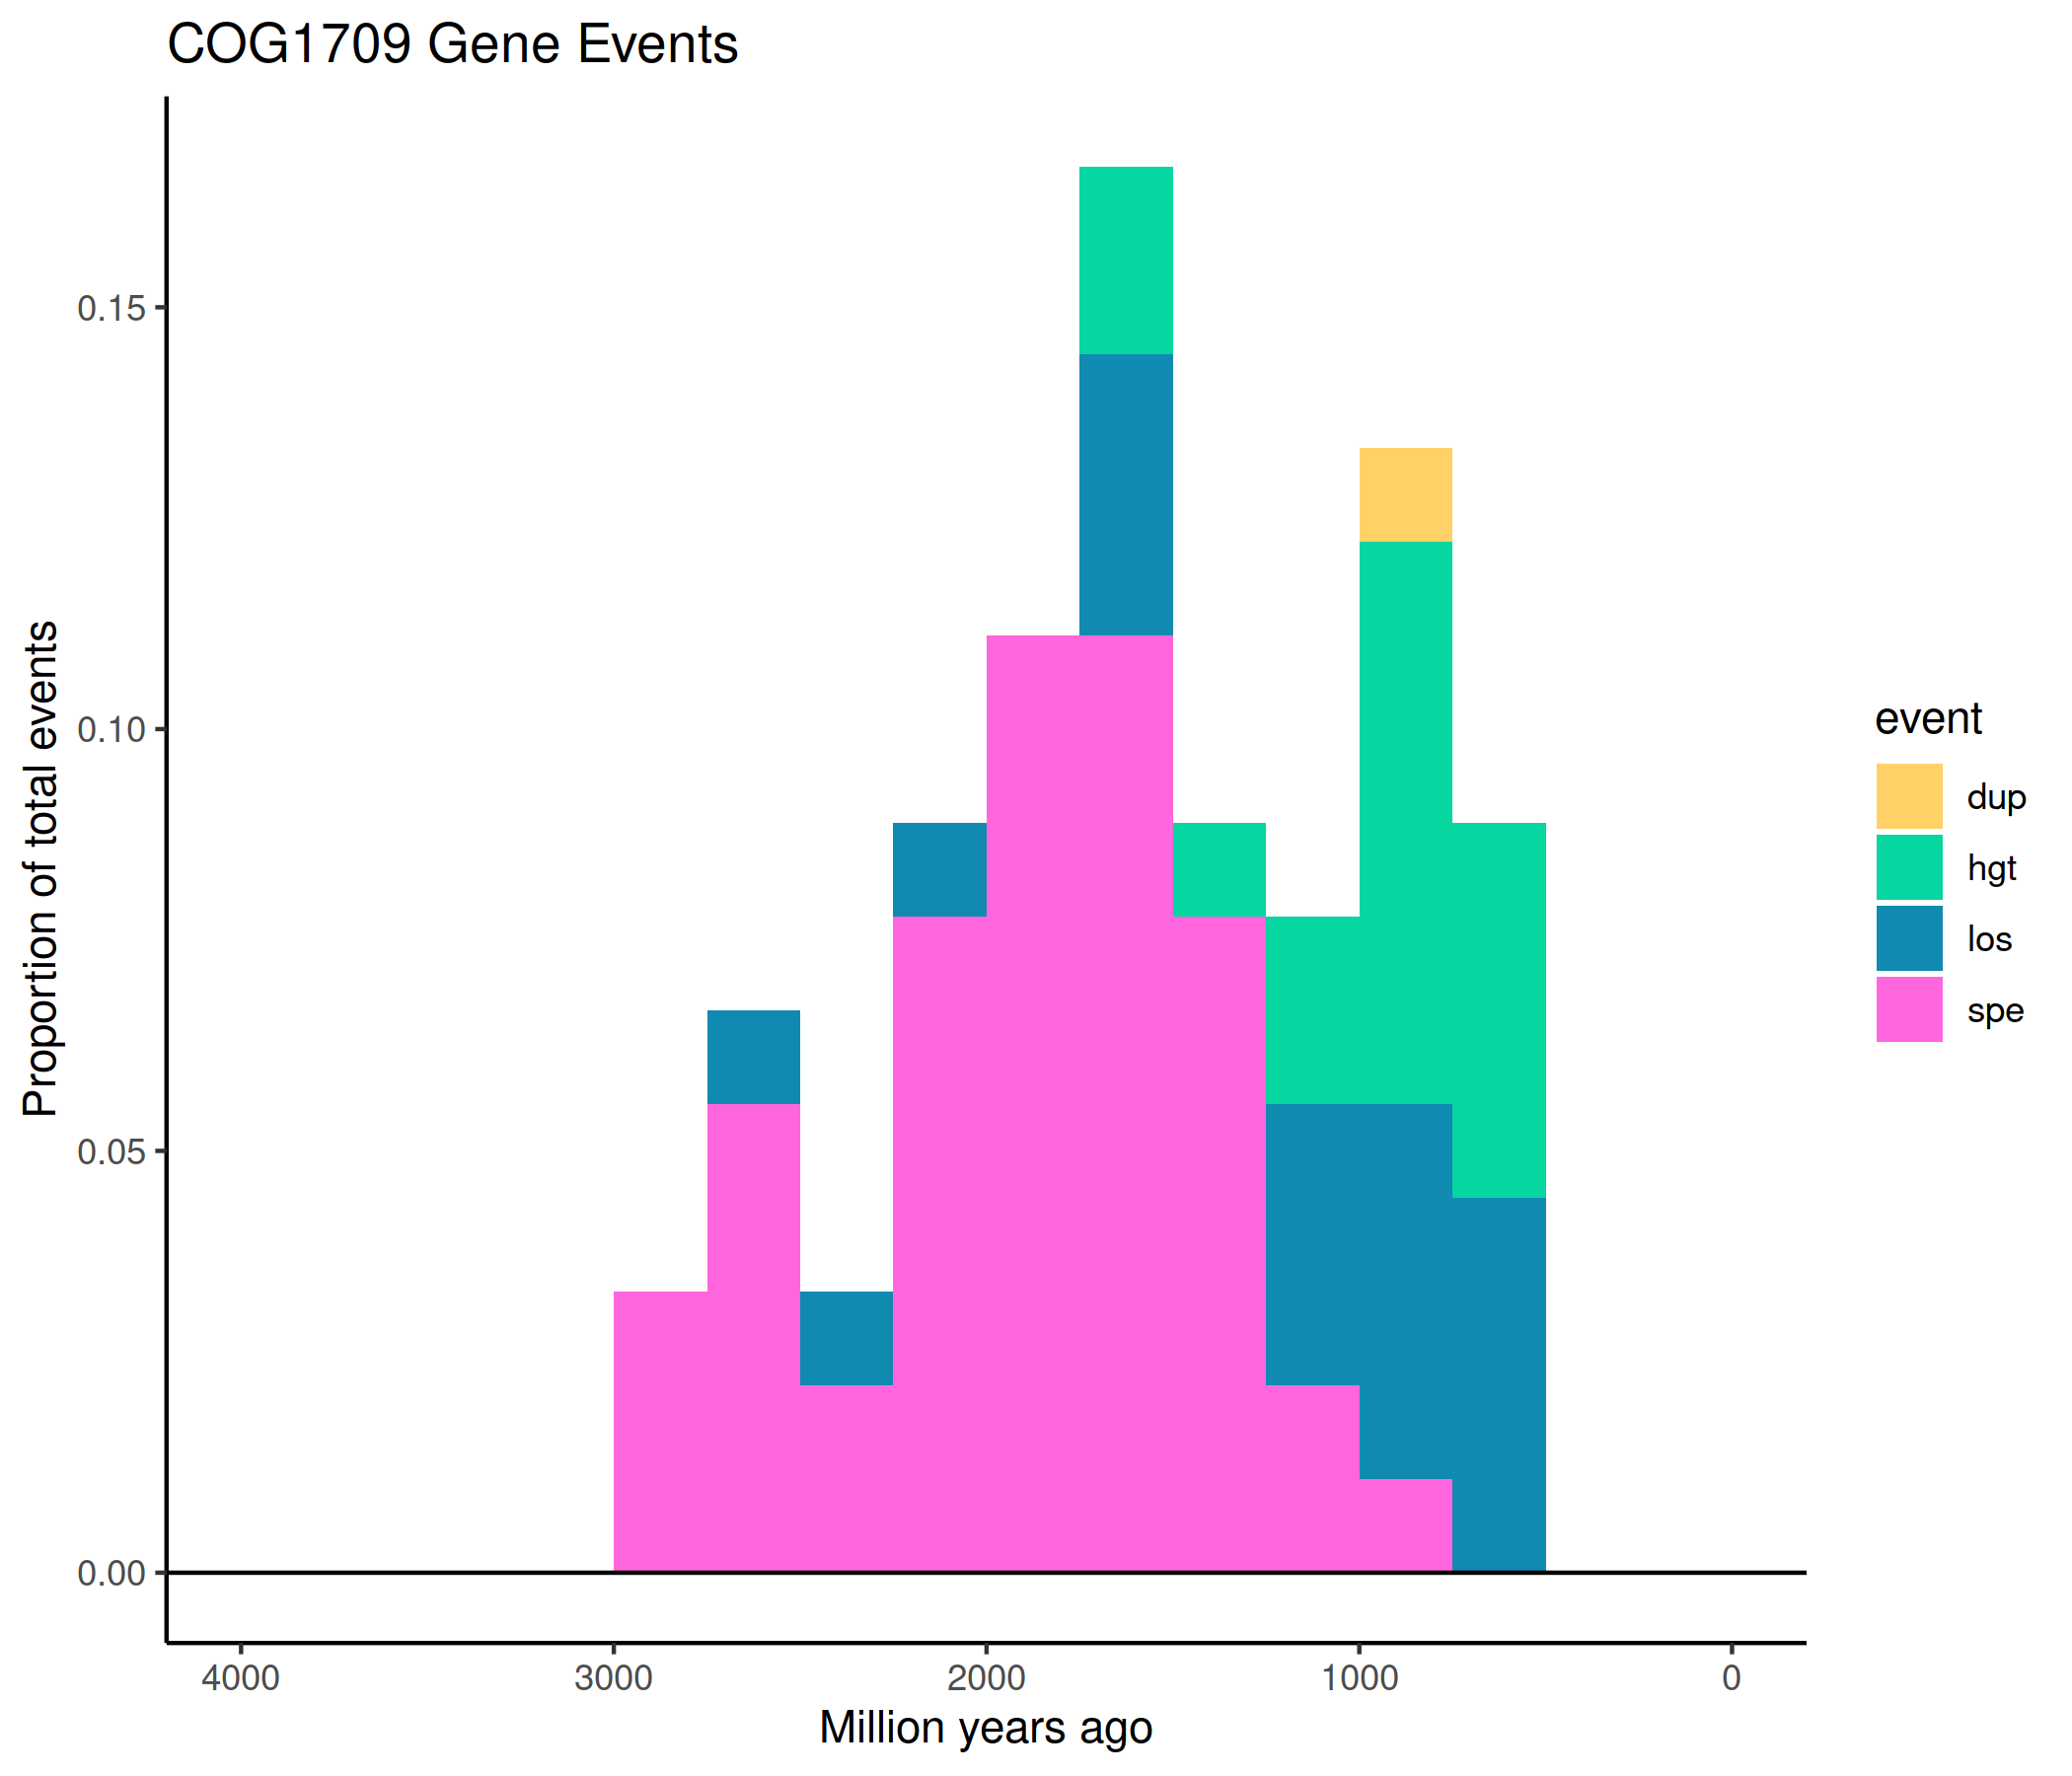 COG1709 Gene Events
Proportion of total events
0.15
0.10
0.05
0.00
4000 3000 2000 1000 0
Million years ago
event
dup
hgt
los
spe